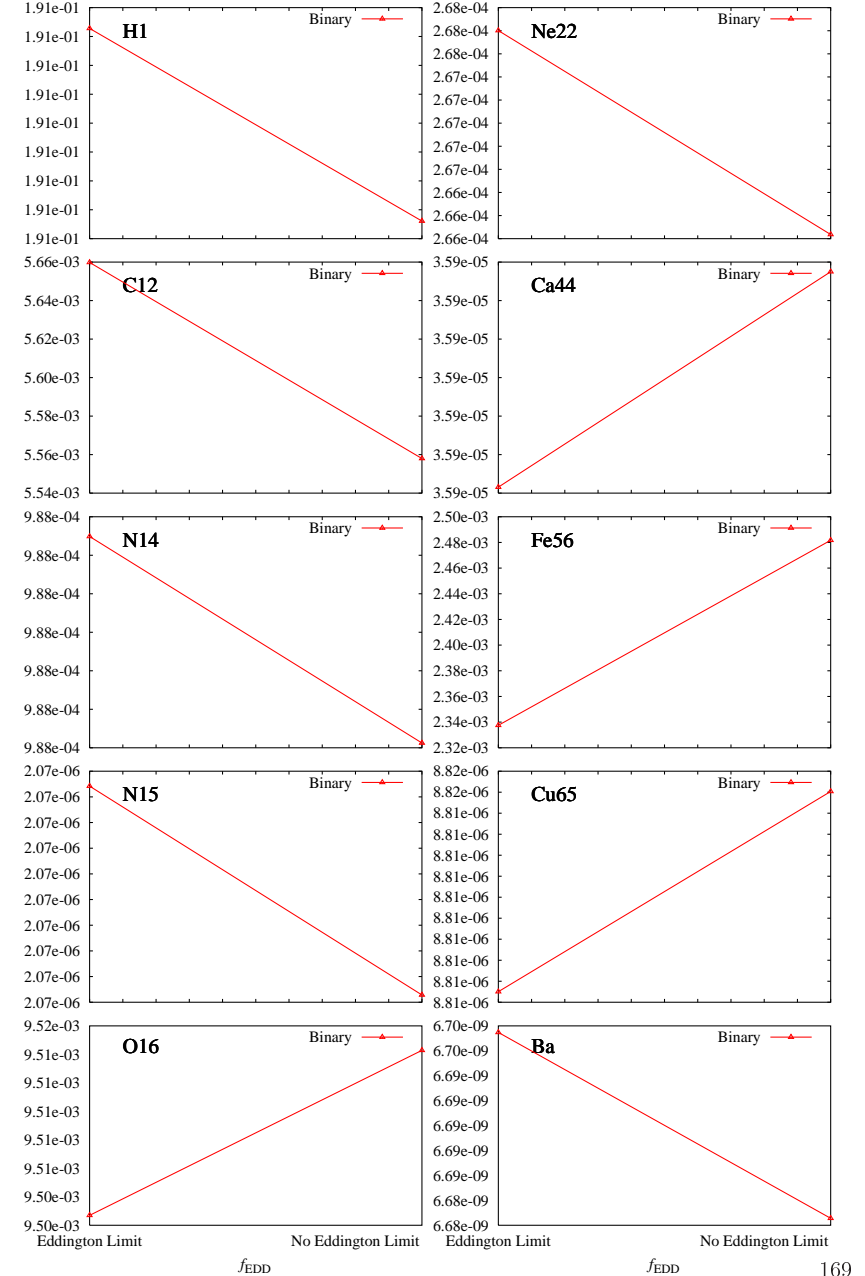 1.91e-01
1.91e-01
1.91e-01
1.91e-01
1.91e-01
1.91e-01
1.91e-01
1.91e-01
1.91e-01
H1
Binary
2.68e-04
2.68e-04
2.67e-04
2.67e-04
2.67e-04
2.67e-04
2.67e-04
2.66e-04
2.66e-04
2.66e-04
Ne22
Binary
5.66e-03
5.64e-03
5.62e-03
5.60e-03
5.58e-03
5.56e-03
5.54e-03
C12
Binary
3.59e-05
3.59e-05
3.59e-05
3.59e-05
3.59e-05
3.59e-05
3.59e-05
Ca44
Binary
9.88e-04
9.88e-04
9.88e-04
9.88e-04
9.88e-04
9.88e-04
9.88e-04
N14
Binary
2.50e-03
2.48e-03
2.46e-03
2.44e-03
2.42e-03
2.40e-03
2.38e-03
2.36e-03
2.34e-03
2.32e-03
Fe56
Binary
2.07e-06
2.07e-06
2.07e-06
2.07e-06
2.07e-06
2.07e-06
2.07e-06
2.07e-06
2.07e-06
2.07e-06
N15
Binary
8.82e-06
8.82e-06
8.81e-06
8.81e-06
8.81e-06
8.81e-06
8.81e-06
8.81e-06
8.81e-06
8.81e-06
8.81e-06
8.81e-06
Cu65
Binary
9.52e-03
9.51e-03
9.51e-03
9.51e-03
9.51e-03
9.51e-03
9.50e-03
9.50e-03
O16
Binary
Eddington Limit
No Eddington Limit
fEDD
6.70e-09
6.70e-09
6.69e-09
6.69e-09
6.69e-09
6.69e-09
6.69e-09
6.68e-09
6.68e-09
Ba
Binary
Eddington Limit
No Eddington Limit
fEDD
169